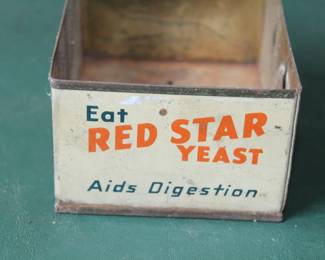 Eat
RED STAR
YEAST
Aids Digestion